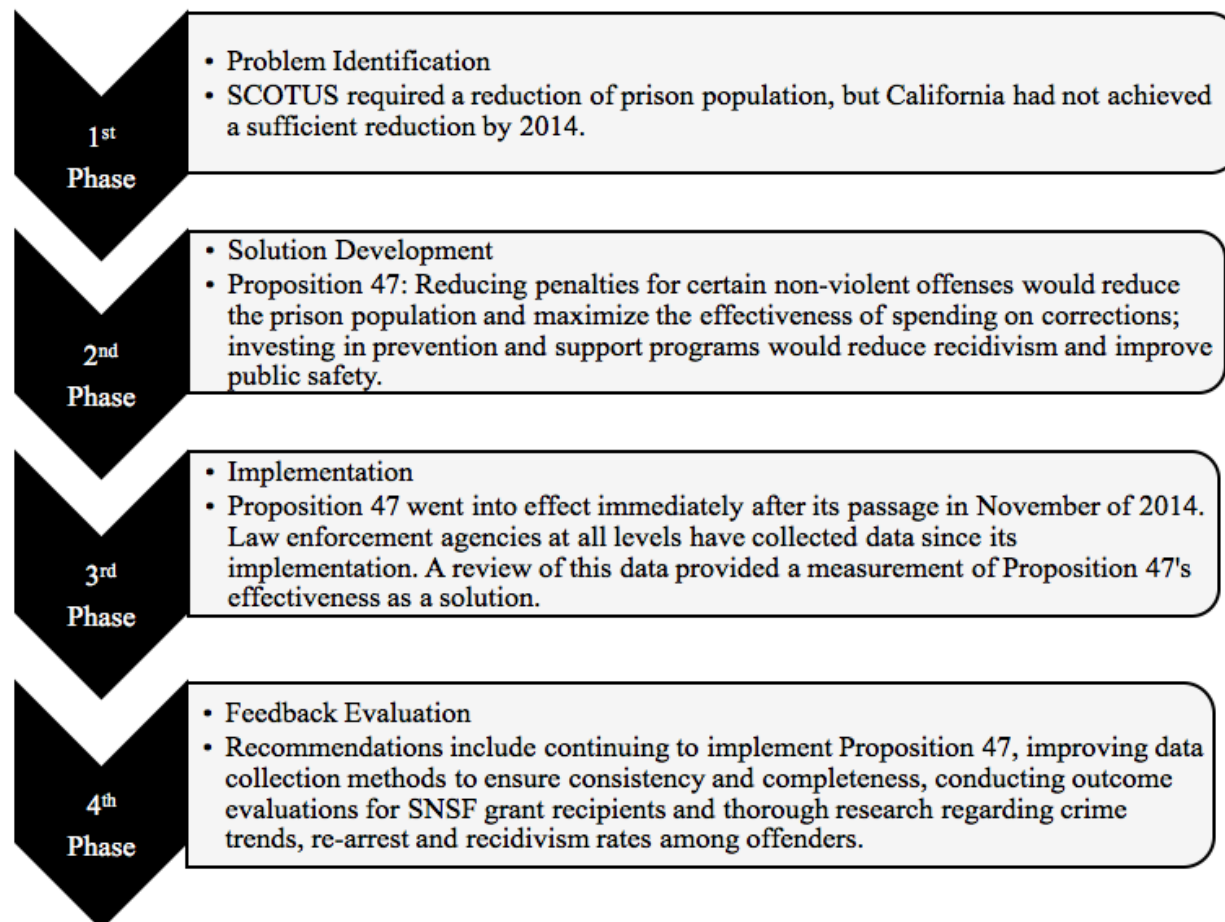 1st
Phase
• Problem Identification
• SCOTUS required a reduction of prison population, but California had not achieved
a sufficient reduction by 2014.
2nd
Phase
• Solution Development
• Proposition 47: Reducing penalties for certain non-violent offenses would reduce
the prison population and maximize the effectiveness of spending on corrections;
investing in prevention and support programs would reduce recidivism and improve
public safety.
3rd
Phase
• Implementation
• Proposition 47 went into effect immediately after its passage in November of 2014.
Law enforcement agencies at all levels have collected data since its
implementation. A review of this data provided a measurement of Proposition 47's
effectiveness as a solution.
4th
Phase
• Feedback Evaluation
• Recommendations include continuing to implement Proposition 47, improving data
collection methods to ensure consistency and completeness, conducting outcome
evaluations for SNSF grant recipients and thorough research regarding crime
trends, re-arrest and recidivism rates among offenders.